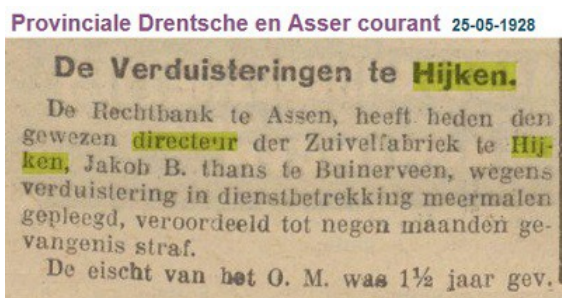 Provinciale Drentsche en Asser courant 25-05-1928
De Verduisteringen te Hijken.
De Rechtbank te Assen, heeft heden den
gewezen directeur der Zuivelfabriek te Hij-
ken, Jakob B. thans te Buinerveen, wegens
verduistering in dienstbetrekking meermalen
gepleegd, veroordeeld tot negen maanden ge-
vangenis straf.
De eischt van het O. M. was 1½ jaar gev.